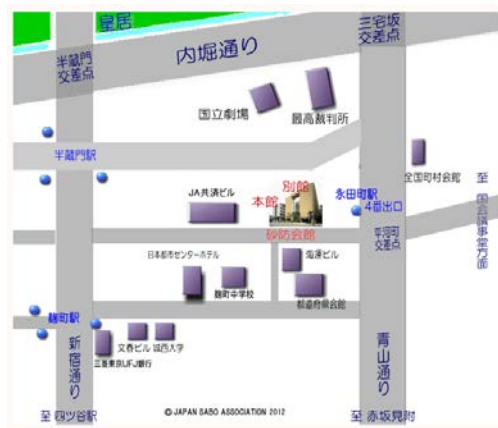 皇居
内堀通り
三宅坂
交差点
半蔵門
交差点
国立劇場
最高裁判所
半蔵門駅
全国町村会館
JA共済ビル
別館
本館
永田町駅
4番出口
至 国会議事堂方面
砂防会館
平河町
交差点
日本都市センターホテル
海運ビル
麹町中学校
都道府県会館
麹町駅
文春ビル
城西大学
三菱東京UFJ銀行
新宿通り
青山通り
© JAPAN SABO ASSOCIATION 2012
至 四ツ谷駅
至 赤坂見附